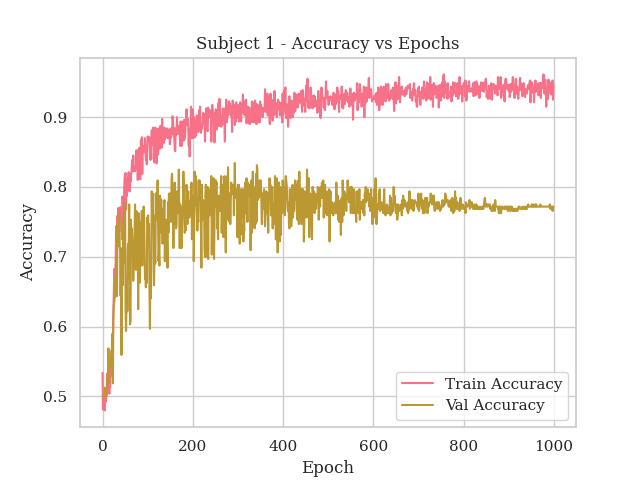 Subject 1 - Accuracy vs Epochs
Accuracy
0.9
0.8
0.7
0.6
0.5
0 200 400 600 800 1000
Epoch
Train Accuracy
Val Accuracy